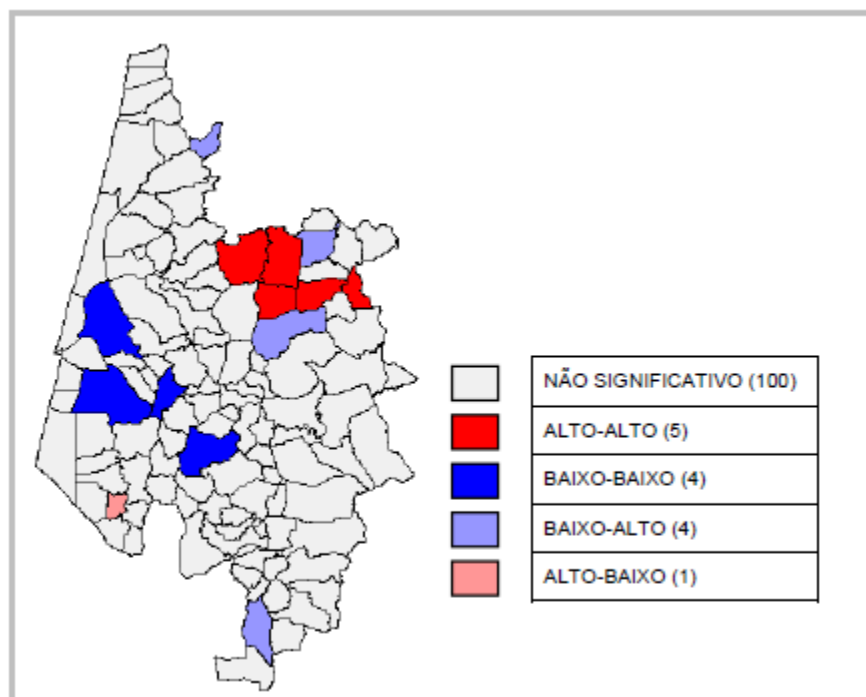 NÃO SIGNIFICATIVO (100)
ALTO-ALTO (5)
BAIXO-BAIXO (4)
BAIXO-ALTO (4)
ALTO-BAIXO (1)